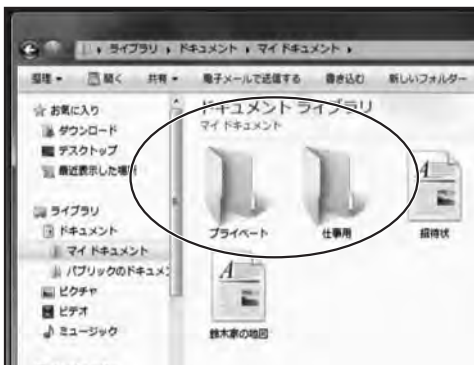 ライブラリ ▸ ドキュメント ▸ マイ ドキュメント ▸
整理 ▾ 開く 共有 ▾ 電子メールで送信する 書き込む 新しいフォルダー
お気に入り
ダウンロード
デスクトップ
最近表示した場所
ライブラリ
ドキュメント
マイ ドキュメント
パブリックのドキュメ
ピクチャ
ビデオ
ミュージック
ドキュメント ライブラリ
マイ ドキュメント
プライベート
仕事用
招待状
鈴木家の地図